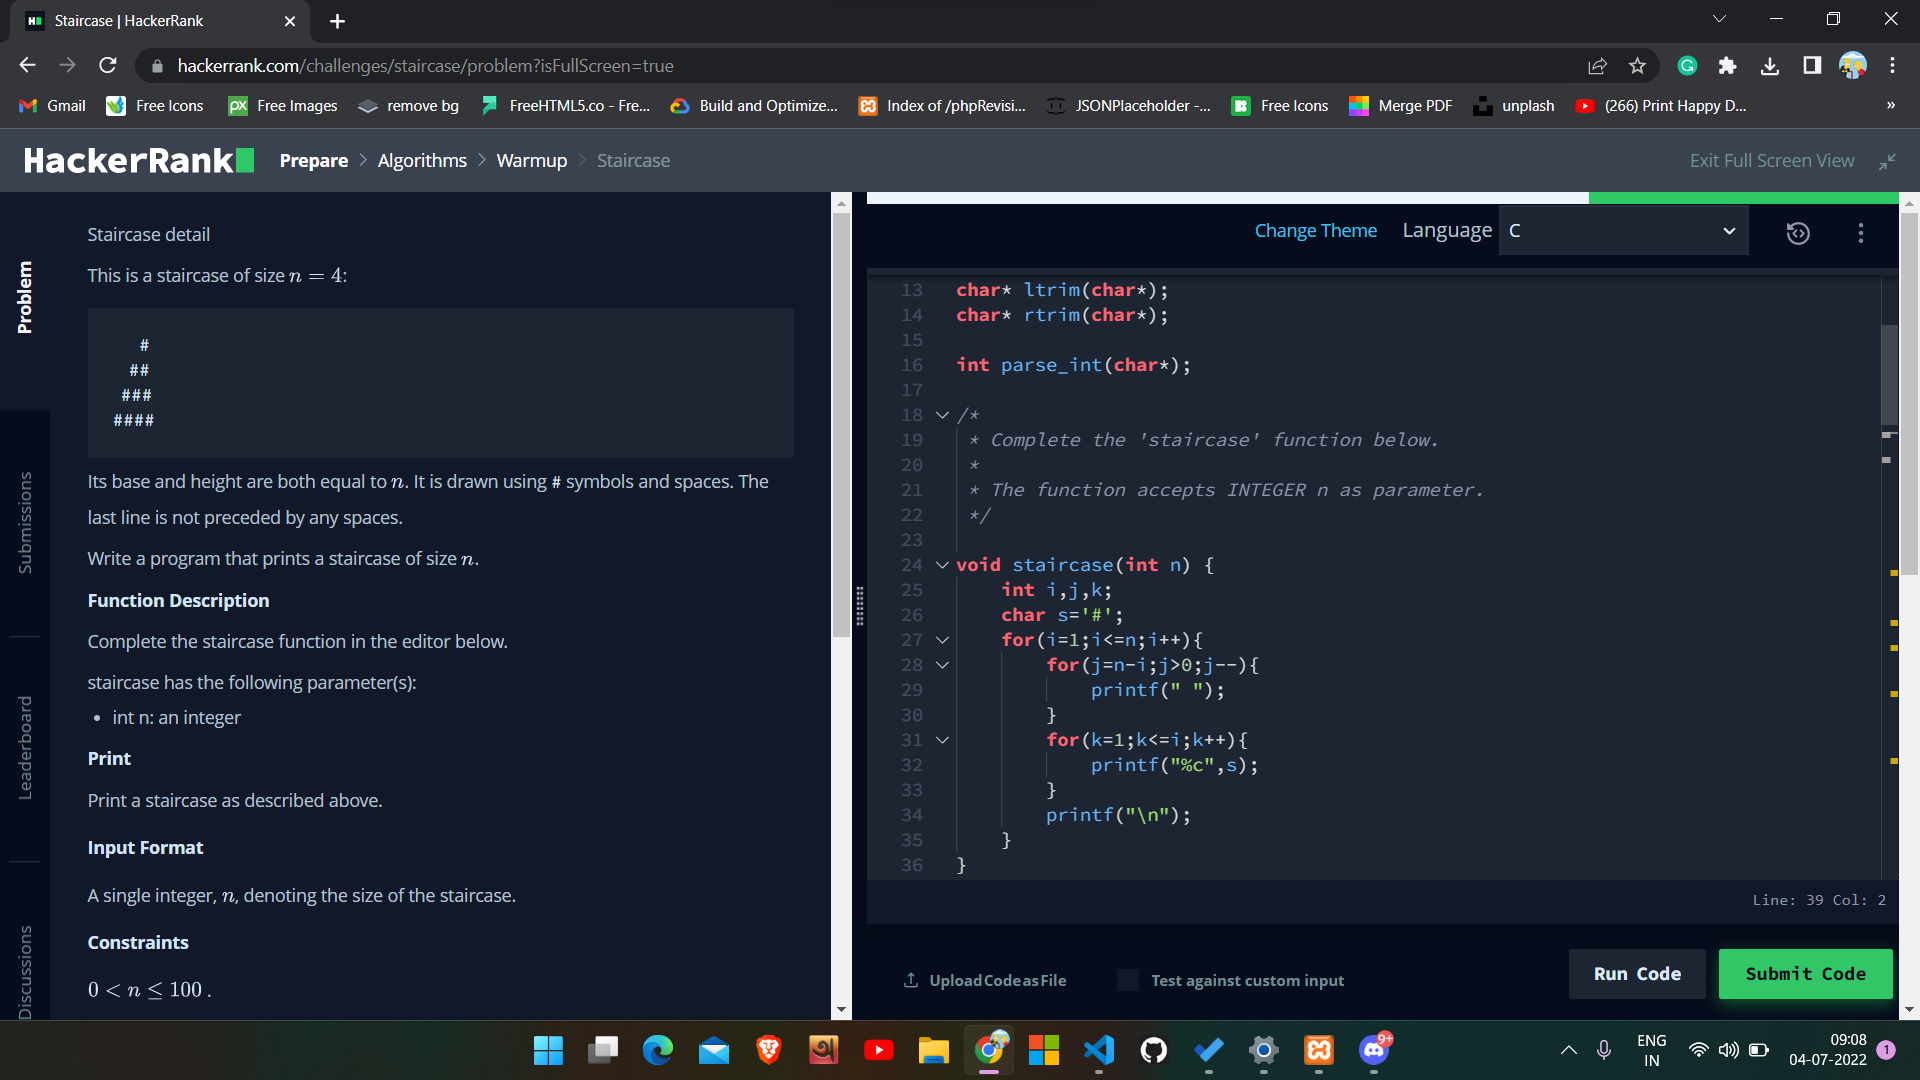 Staircase | HackerRank
hackerrank.com/challenges/staircase/problem?isFullScreen=true
Gmail Free Icons Free Images remove bg FreeHTML5.co - Fre... Build and Optimize... Index of /phpRevisi... JSONPlaceholder -... Free Icons Merge PDF unplash (266) Print Happy D... »
HackerRank Prepare > Algorithms > Warmup > Staircase Exit Full Screen View
Problem
Submissions
Leaderboard
Discussions
Staircase detail
This is a staircase of size n = 4:
   #
  ##
 ###
####
Its base and height are both equal to n. It is drawn using # symbols and spaces. The
last line is not preceded by any spaces.
Write a program that prints a staircase of size n.
Function Description
Complete the staircase function in the editor below.
staircase has the following parameter(s):
• int n: an integer
Print
Print a staircase as described above.
Input Format
A single integer, n, denoting the size of the staircase.
Constraints
0 < n ≤ 100 .
Change Theme Language C
13 char* ltrim(char*);
14 char* rtrim(char*);
15
16 int parse_int(char*);
17
18 /*
19 * Complete the 'staircase' function below.
20 *
21 * The function accepts INTEGER n as parameter.
22 */
23
24 void staircase(int n) {
25     int i,j,k;
26     char s='#';
27     for(i=1;i<=n;i++){
28         for(j=n-i;j>0;j--){
29             printf(" ");
30         }
31         for(k=1;k<=i;k++){
32             printf("%c",s);
33         }
34         printf("\n");
35     }
36 }
Line: 39 Col: 2
Upload Code as File Test against custom input Run Code Submit Code
9+
ENG
IN
09:08
04-07-2022
1